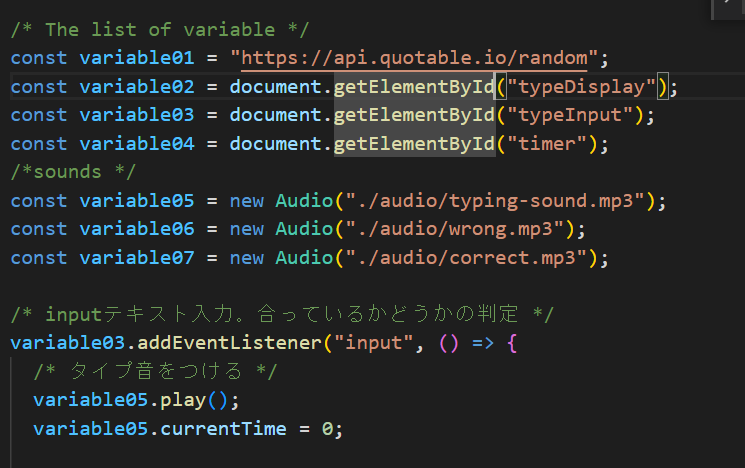 /* The list of variable */
const variable01 = "https://api.quotable.io/random";
const variable02 = document.getElementById("typeDisplay");
const variable03 = document.getElementById("typeInput");
const variable04 = document.getElementById("timer");
/*sounds */
const variable05 = new Audio("./audio/typing-sound.mp3");
const variable06 = new Audio("./audio/wrong.mp3");
const variable07 = new Audio("./audio/correct.mp3");
/* inputテキスト入力。合っているかどうかの判定 */
variable03.addEventListener("input", () => {
/* タイプ音をつける */
variable05.play();
variable05.currentTime = 0;